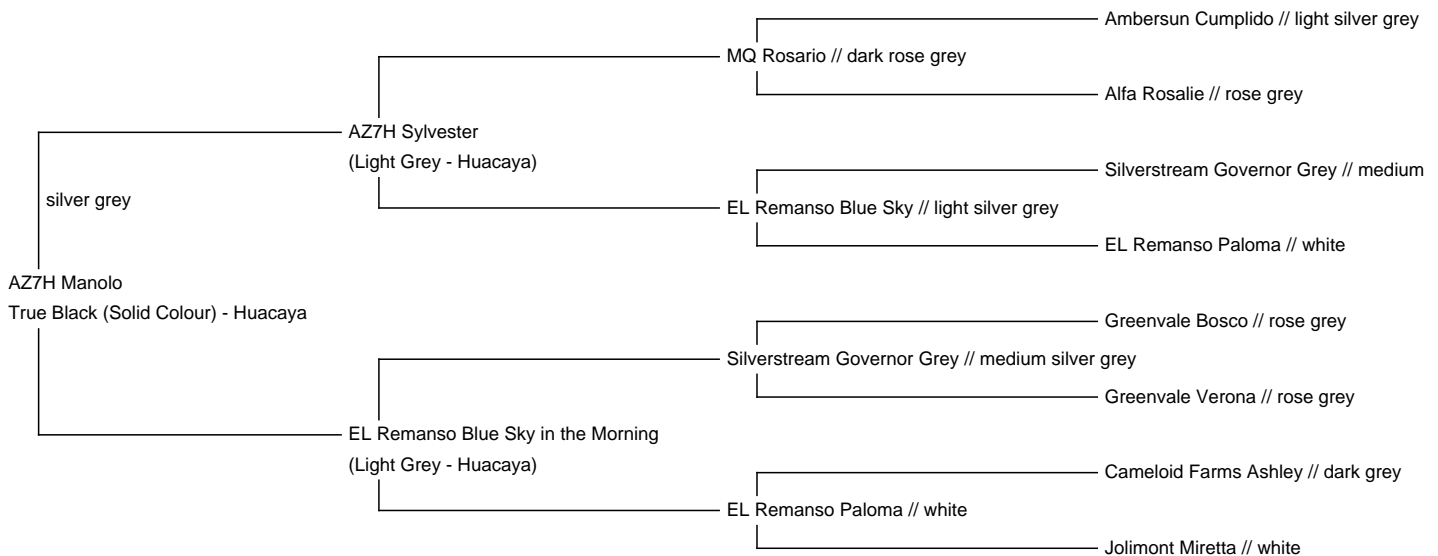 Ambersun Cumplido // light silver grey
MQ Rosario // dark rose grey
Alfa Rosalie // rose grey
AZ7H Sylvester
(Light Grey - Huacaya)
Silverstream Governor Grey // medium
silver grey
EL Remanso Blue Sky // light silver grey
EL Remanso Paloma // white
AZ7H Manolo
True Black (Solid Colour) - Huacaya
Greenvale Bosco // rose grey
Silverstream Governor Grey // medium silver grey
Greenvale Verona // rose grey
EL Remanso Blue Sky in the Morning
(Light Grey - Huacaya)
Cameloid Farms Ashley // dark grey
EL Remanso Paloma // white
Jolimont Miretta // white